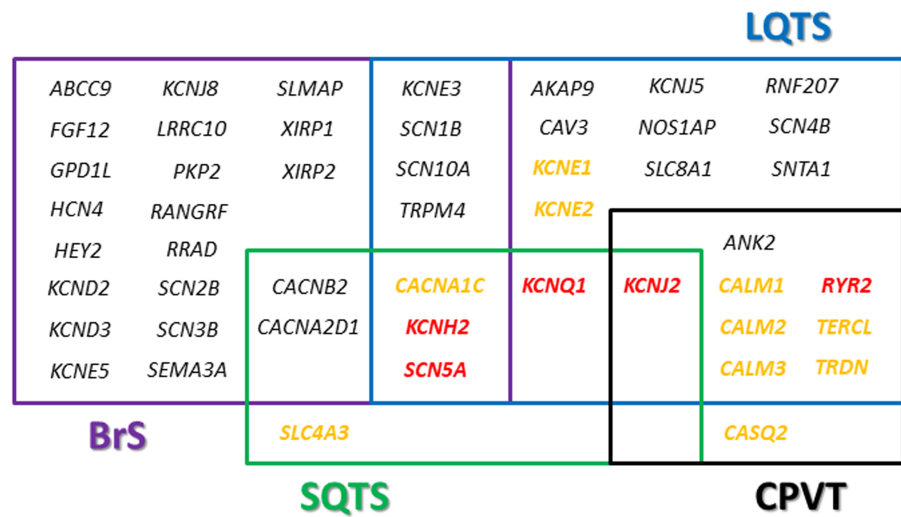 LQTS
ABCC9 KCNJ8 SLMAP KCNE3 AKAP9 KCNJ5 RNF207
FGF12 LRRC10 XIRP1 SCN1B CAV3 NOS1AP SCN4B
GPD1L PKP2 XIRP2 SCN10A KCNE1 SLC8A1 SNTA1
HCN4 RANGRF TRPM4 KCNE2
HEY2 RRAD ANK2
KCND2 SCN2B CACNB2 CACNA1C KCNQ1 KCNJ2 CALM1 RYR2
KCND3 SCN3B CACNA2D1 KCNH2 CALM2 TERCL
KCNE5 SEMA3A SCN5A CALM3 TRDN
BrS SLC4A3 CASQ2
SQTS CPVT